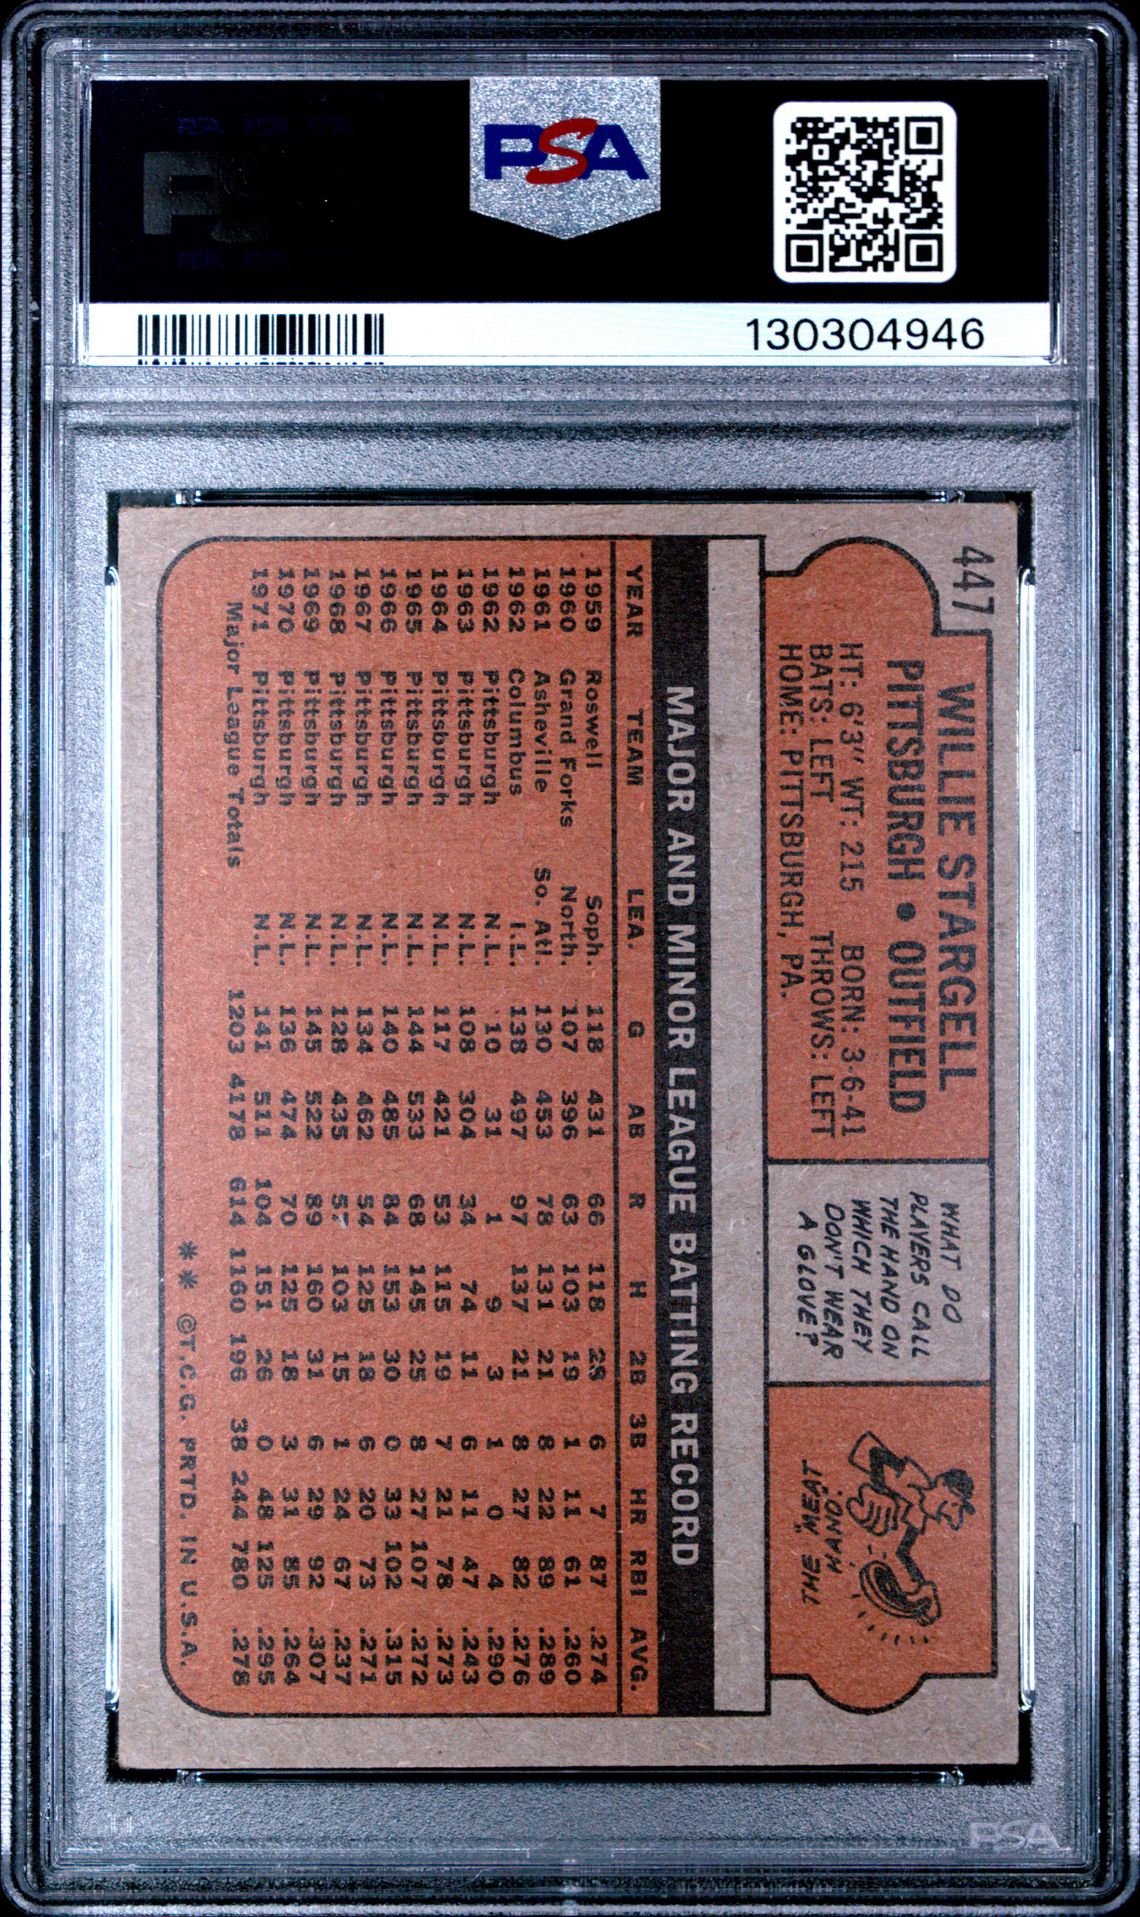 PSA
130304946
447
WILLIE STARGELL
PITTSBURGH • OUTFIELD
HT: 6'3" WT: 215 BORN: 3-6-41
BATS: LEFT THROWS: LEFT
HOME: PITTSBURGH, PA.
WHAT DO
PLAYERS CALL
THE HAND ON
WHICH THEY
DON'T WEAR
A GLOVE?
THE "MEAT"
HAND.
MAJOR AND MINOR LEAGUE BATTING RECORD
YEAR TEAM LEA. G AB R H 2B 3B HR RBI AVG.
1959 Roswell Soph. 118 431 66 118 28 6 7 87 .274
1960 Grand Forks North. 107 396 63 103 19 1 11 61 .260
1961 Asheville So. Atl. 130 453 78 131 21 8 22 89 .289
1962 Columbus I.L. 138 497 97 137 21 8 27 82 .276
1962 Pittsburgh N.L. 10 31 1 9 3 1 0 4 .290
1963 Pittsburgh N.L. 108 304 34 74 11 6 11 47 .243
1964 Pittsburgh N.L. 117 421 53 115 19 7 21 78 .273
1965 Pittsburgh N.L. 144 533 68 145 25 8 27 107 .272
1966 Pittsburgh N.L. 140 485 84 153 30 0 33 102 .315
1967 Pittsburgh N.L. 134 462 54 125 18 6 20 73 .271
1968 Pittsburgh N.L. 128 435 57 103 15 1 24 67 .237
1969 Pittsburgh N.L. 145 522 89 160 31 6 29 92 .307
1970 Pittsburgh N.L. 136 474 70 125 18 3 31 85 .264
1971 Pittsburgh N.L. 141 511 104 151 26 0 48 125 .295
Major League Totals 1203 4178 614 1160 196 38 244 780 .278
** ©T.C.G. PRTD. IN U.S.A.
PSA